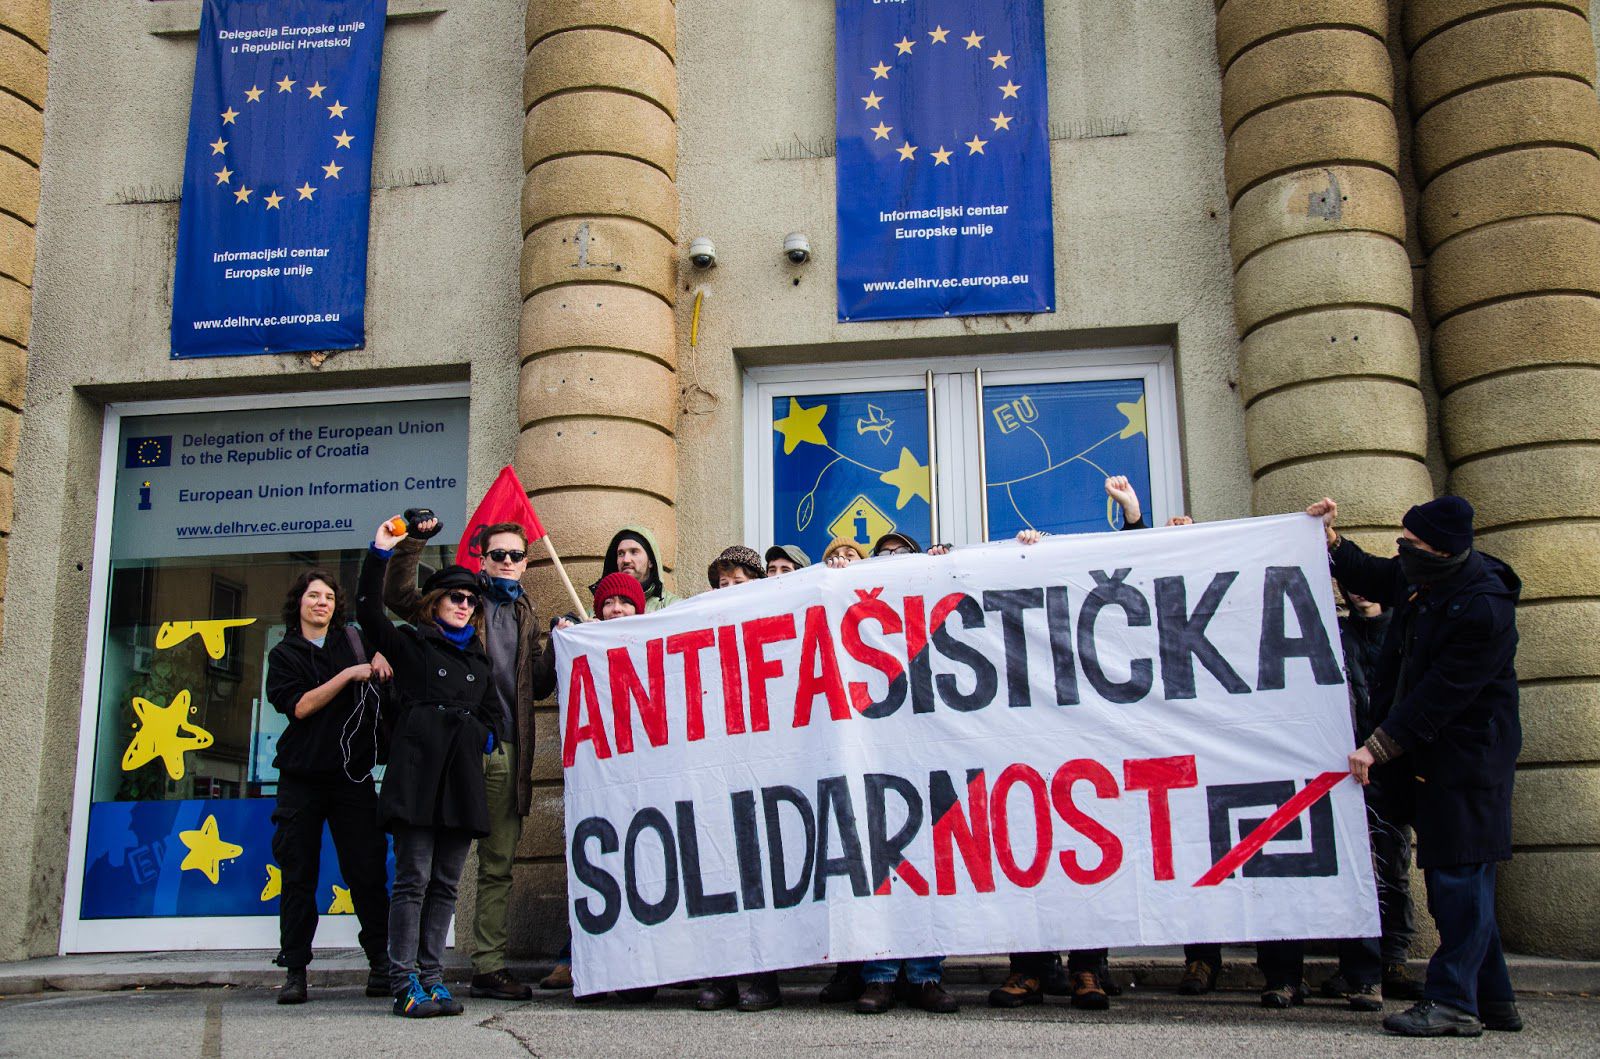 Delegacija Europske unije
u Republici Hrvatskoj
Informacijski centar
Europske unije
www.delhrv.ec.europa.eu
Informacijski centar
Europske unije
www.delhrv.ec.europa.eu
Delegation of the European Union
to the Republic of Croatia
i European Union Information Centre
www.delhrv.ec.europa.eu
EU
i
ANTIFAŠISTIČKA
SOLIDARNOST